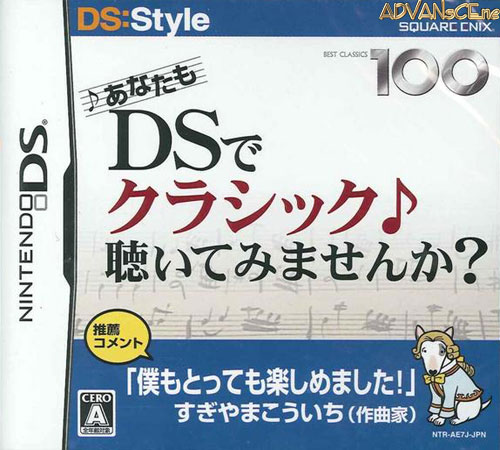 DS:Style
ADVANsCE.ne
SQUARE ENIX
BEST CLASSICS
100
♪あなたも
DSで
クラシック♪
聴いてみませんか?
NINTENDO DS®
推薦
コメント
「僕もとっても楽しめました!」
すぎやまこういち(作曲家)
CERO
A
全年齢対象
NTR-AE7J-JPN